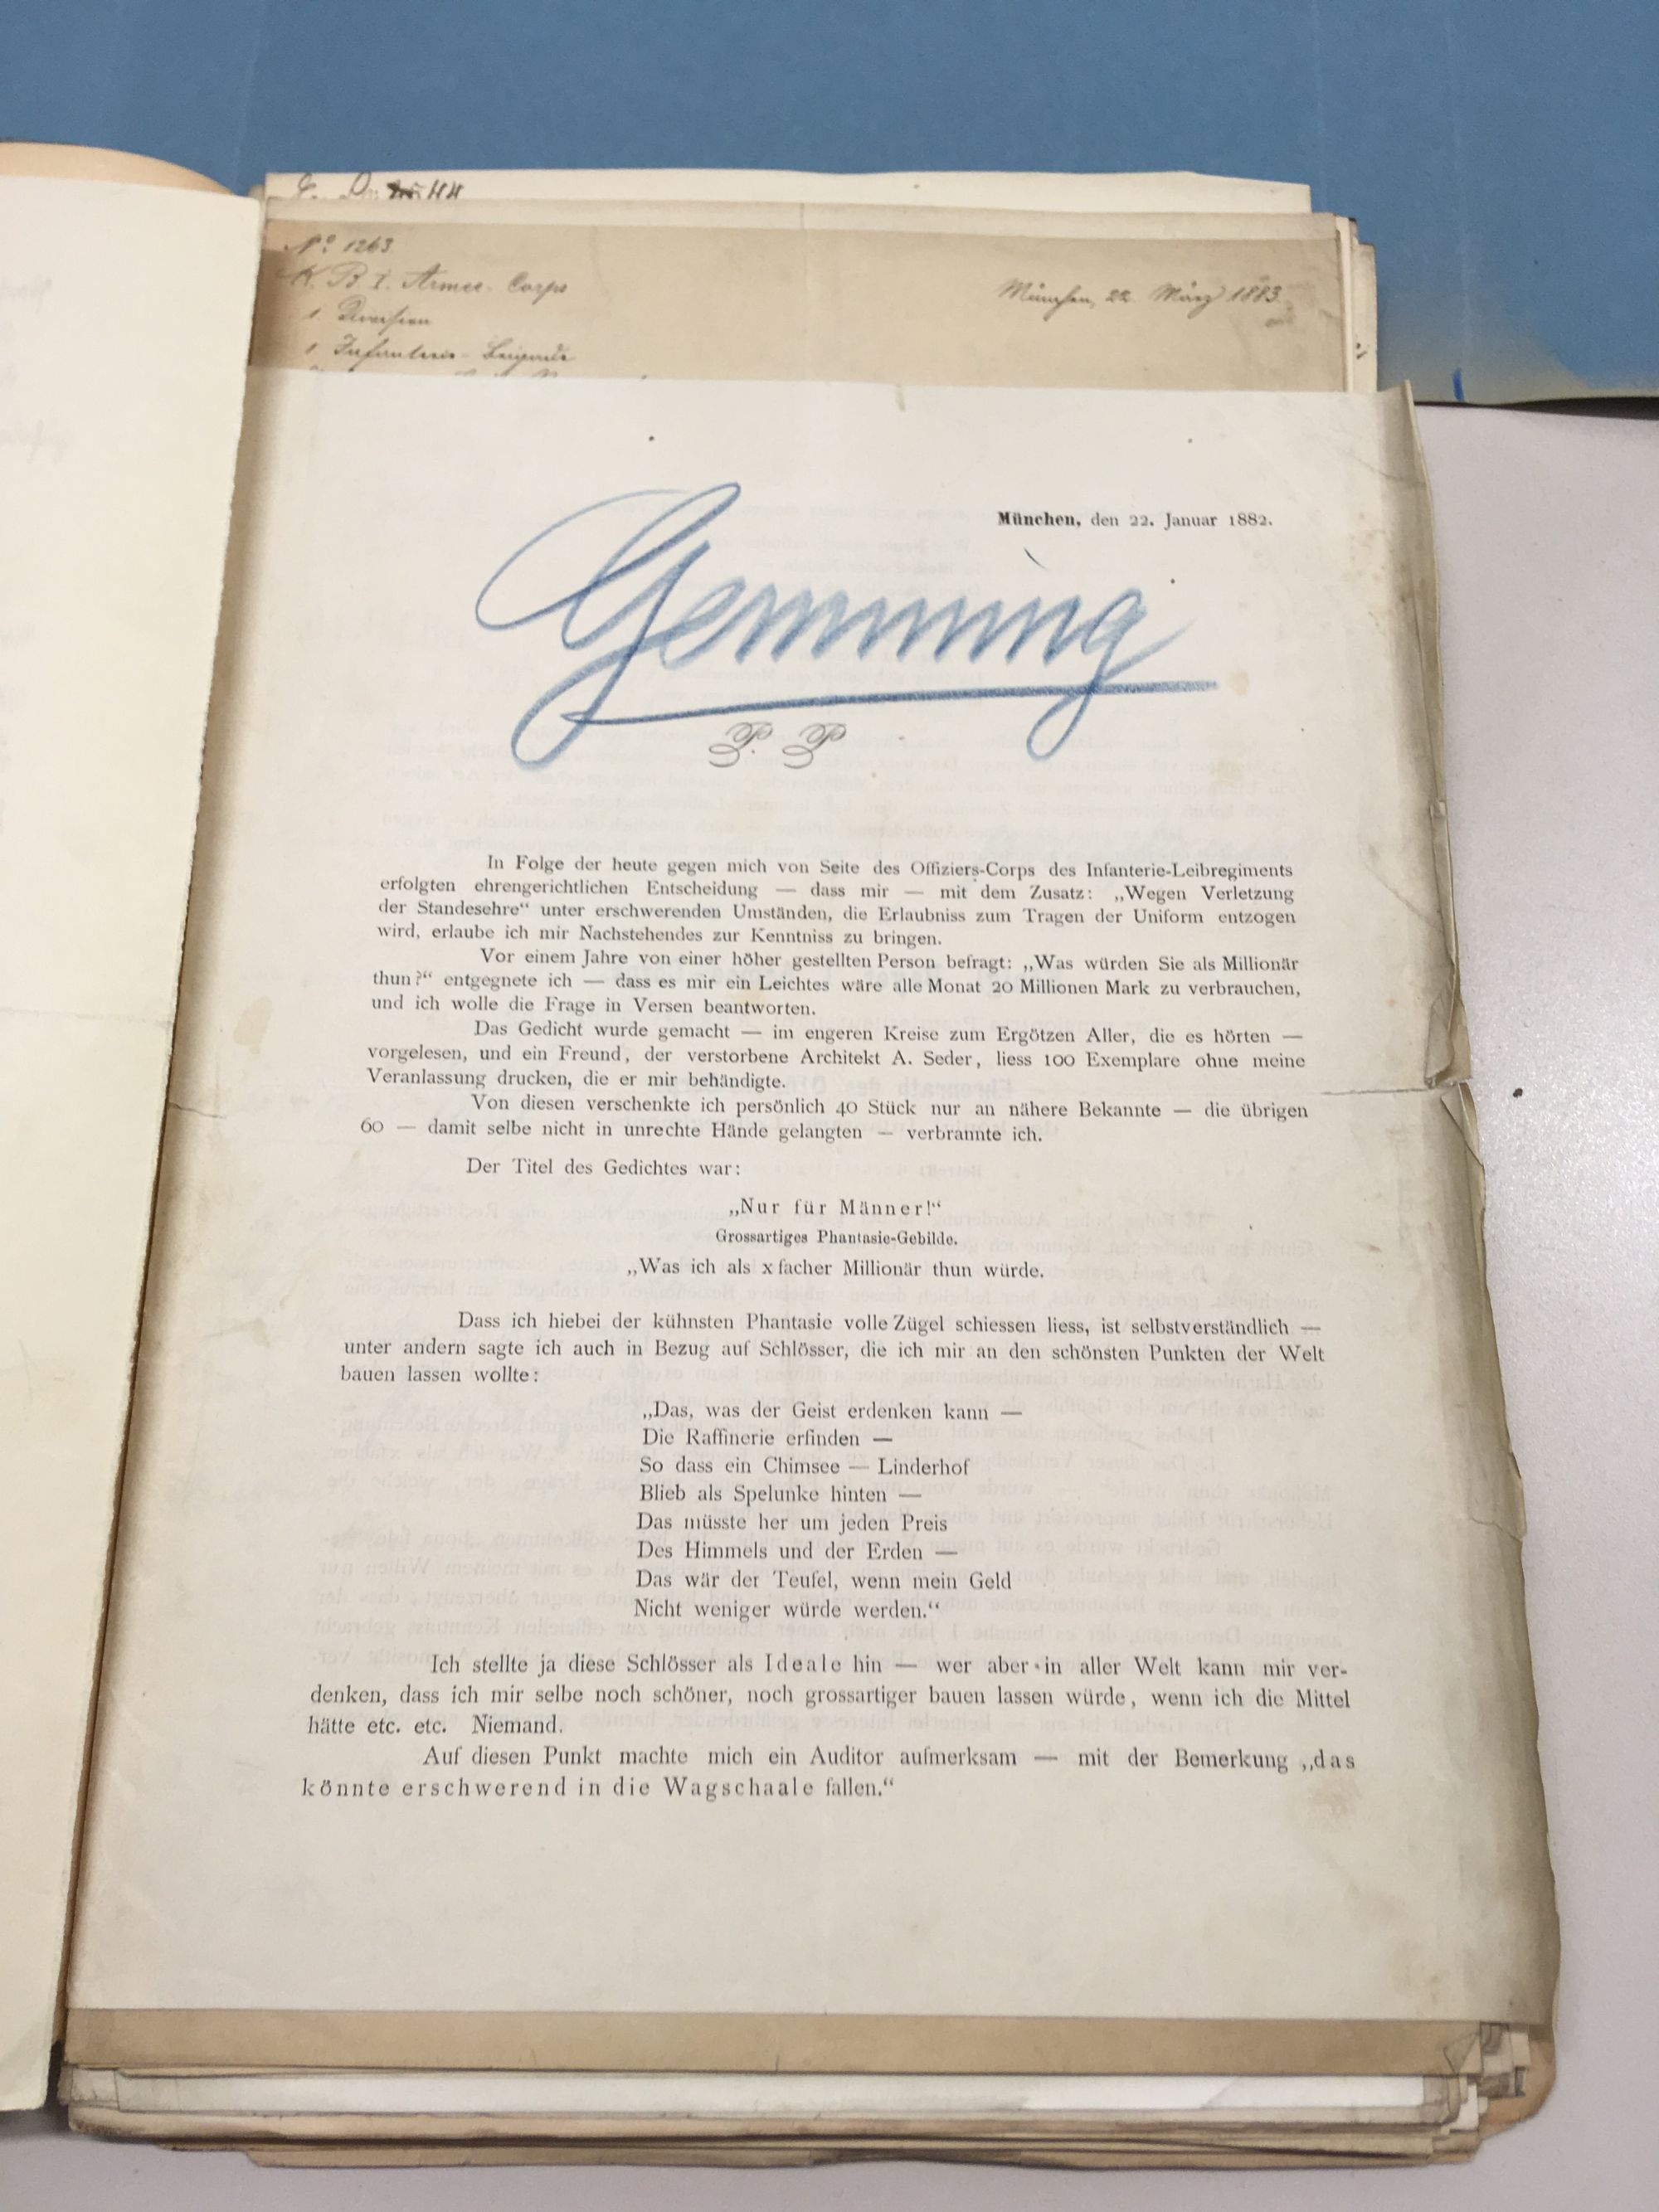 44
No 1263.
K. B. I. Armee-Corps
München, 22. März 1883.
1. Division
1. Infanterie-Brigade
München, den 22. Januar 1882.
Gemming
P. P.
In Folge der heute gegen mich von Seite des Offiziers-Corps des Infanterie-Leibregiments
erfolgten ehrengerichtlichen Entscheidung — dass mir — mit dem Zusatz: „Wegen Verletzung
der Standesehre“ unter erschwerenden Umständen, die Erlaubniss zum Tragen der Uniform entzogen
wird, erlaube ich mir Nachstehendes zur Kenntniss zu bringen.
Vor einem Jahre von einer höher gestellten Person befragt: „Was würden Sie als Millionär
thun?“ entgegnete ich — dass es mir ein Leichtes wäre alle Monat 20 Millionen Mark zu verbrauchen,
und ich wolle die Frage in Versen beantworten.
Das Gedicht wurde gemacht — im engeren Kreise zum Ergötzen Aller, die es hörten —
vorgelesen, und ein Freund, der verstorbene Architekt A. Seder, liess 100 Exemplare ohne meine
Veranlassung drucken, die er mir behändigte.
Von diesen verschenkte ich persönlich 40 Stück nur an nähere Bekannte — die übrigen
60 — damit selbe nicht in unrechte Hände gelangten — verbrannte ich.
Der Titel des Gedichtes war:
„Nur für Männer!“
Grossartiges Phantasie-Gebilde.
„Was ich als x facher Millionär thun würde.
Dass ich hiebei der kühnsten Phantasie volle Zügel schiessen liess, ist selbstverständlich —
unter andern sagte ich auch in Bezug auf Schlösser, die ich mir an den schönsten Punkten der Welt
bauen lassen wollte:
„Das, was der Geist erdenken kann —
Die Raffinerie erfinden —
So dass ein Chimsee — Linderhof
Blieb als Spelunke hinten —
Das müsste her um jeden Preis
Des Himmels und der Erden —
Das wär der Teufel, wenn mein Geld
Nicht weniger würde werden.“
Ich stellte ja diese Schlösser als Ideale hin — wer aber in aller Welt kann mir ver-
denken, dass ich mir selbe noch schöner, noch grossartiger bauen lassen würde, wenn ich die Mittel
hätte etc. etc. Niemand.
Auf diesen Punkt machte mich ein Auditor aufmerksam — mit der Bemerkung „das
könnte erschwerend in die Wagschaale fallen.“